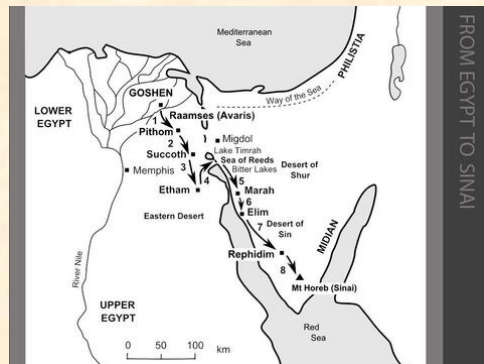 Mediterranean
Sea
PHILISTIA
Way of the Sea
GOSHEN
LOWER
EGYPT
Raamses (Avaris)
1
Pithom
2
Migdol
Lake Timrah
Succoth
Sea of Reeds
Bitter Lakes
Desert of
Shur
3
Memphis
4
5
Etham
Marah
6
Eastern Desert
Elim
7
Desert of
Sin
MIDIAN
Rephidim
8
Mt Horeb (Sinai)
River Nile
UPPER
EGYPT
Red
Sea
0 50 100
km
FROM EGYPT TO SINAI